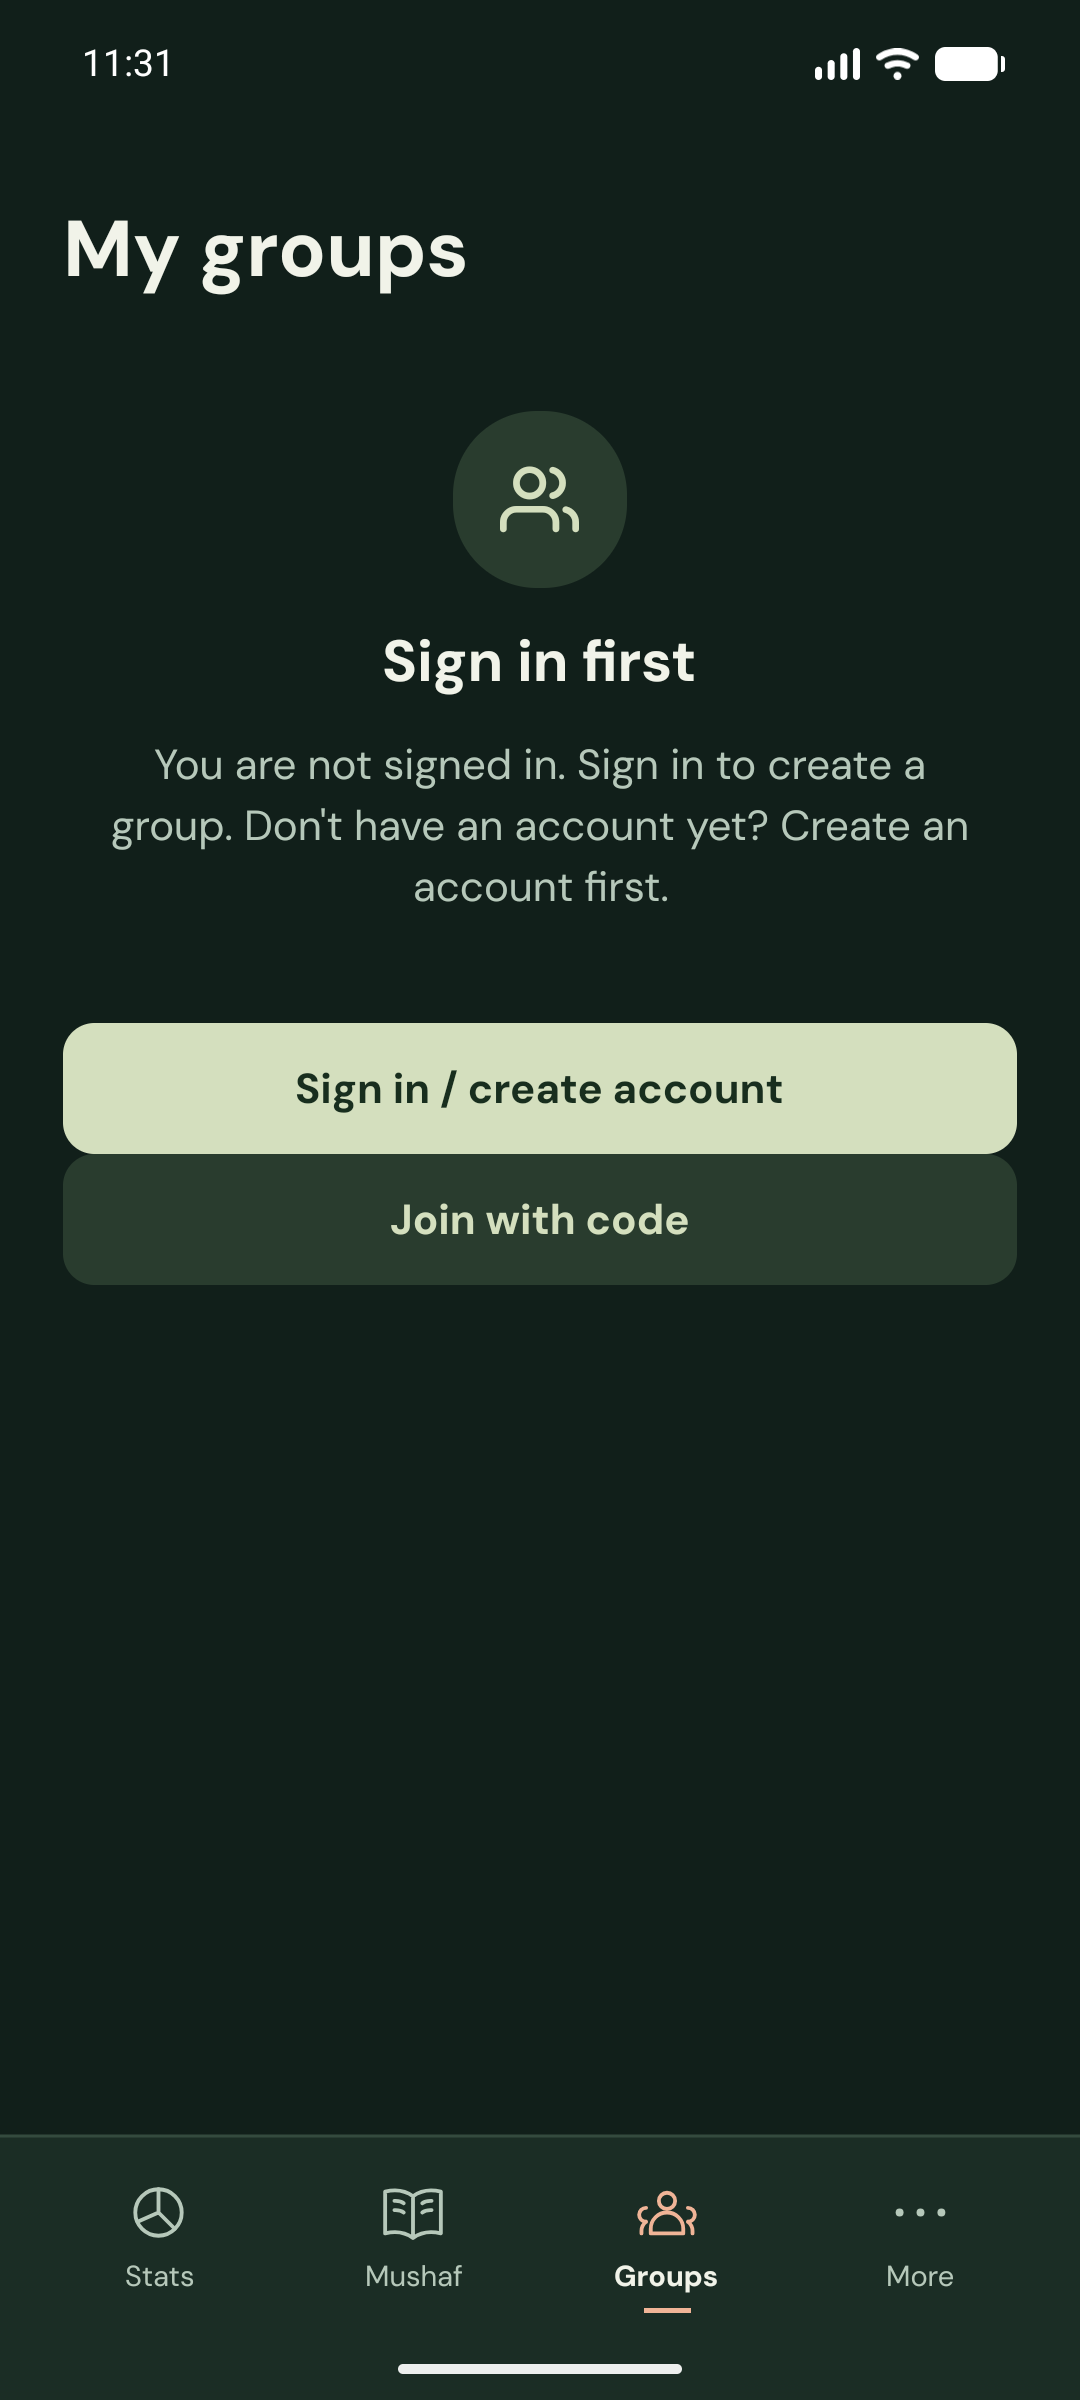 11:31
My groups
Sign in first
You are not signed in. Sign in to create a
group. Don't have an account yet? Create an
account first.
Sign in / create account
Join with code
Stats
Mushaf
Groups
More